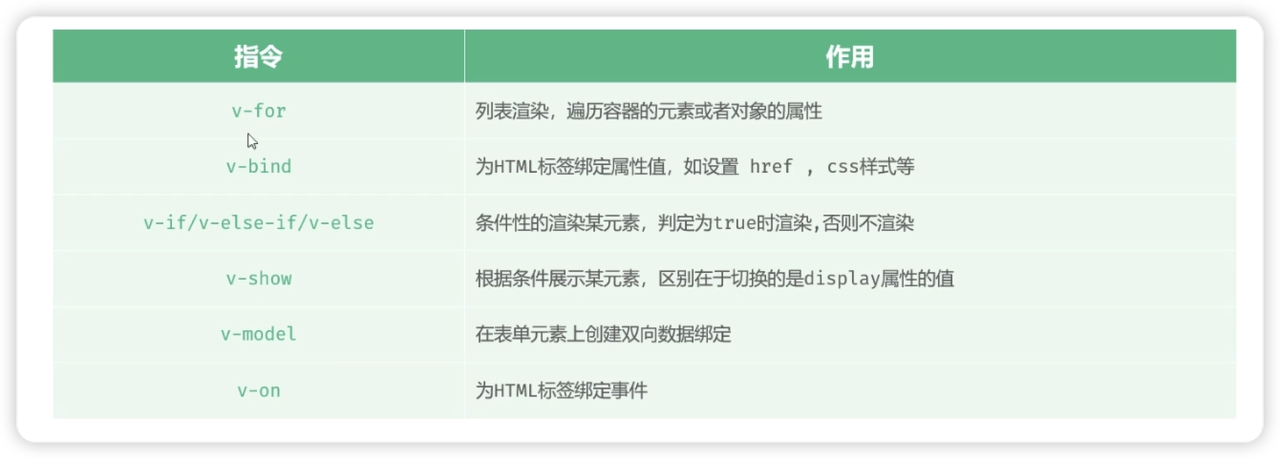 指令 作用
v-for 列表渲染，遍历容器的元素或者对象的属性
v-bind 为HTML标签绑定属性值，如设置 href , css样式等
v-if/v-else-if/v-else 条件性的渲染某元素，判定为true时渲染,否则不渲染
v-show 根据条件展示某元素，区别在于切换的是display属性的值
v-model 在表单元素上创建双向数据绑定
v-on 为HTML标签绑定事件